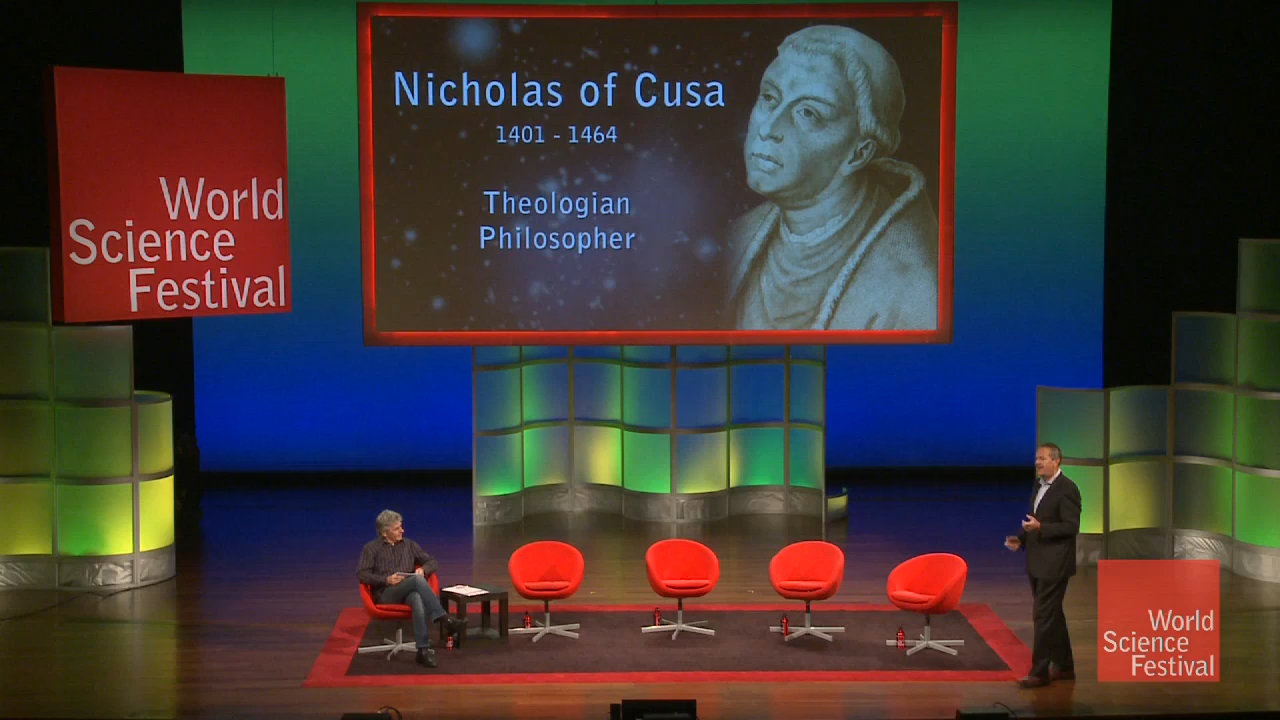 World
Science
Festival
Nicholas of Cusa
1401 - 1464
Theologian
Philosopher
World
Science
Festival